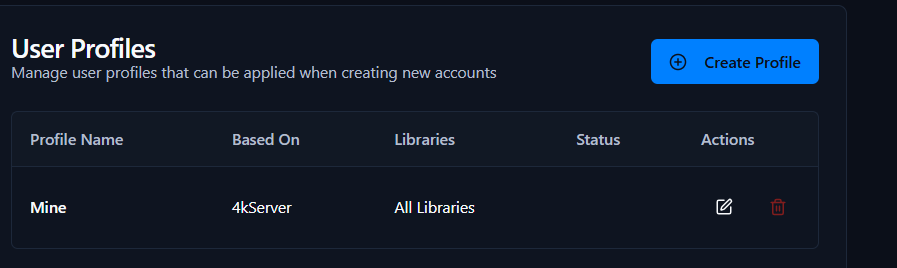 User Profiles
Manage user profiles that can be applied when creating new accounts
Create Profile
Profile Name Based On Libraries Status Actions
Mine 4kServer All Libraries